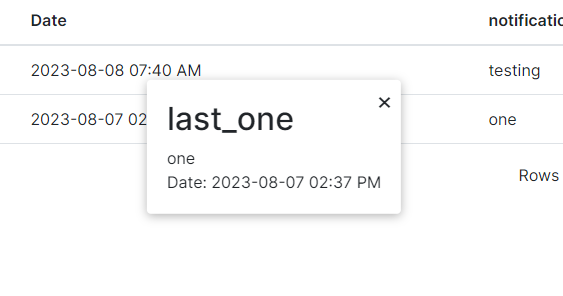 Date notificatio
2023-08-08 07:40 AM testing
last_one
✕
2023-08-07 02 one
one
Date: 2023-08-07 02:37 PM
Rows